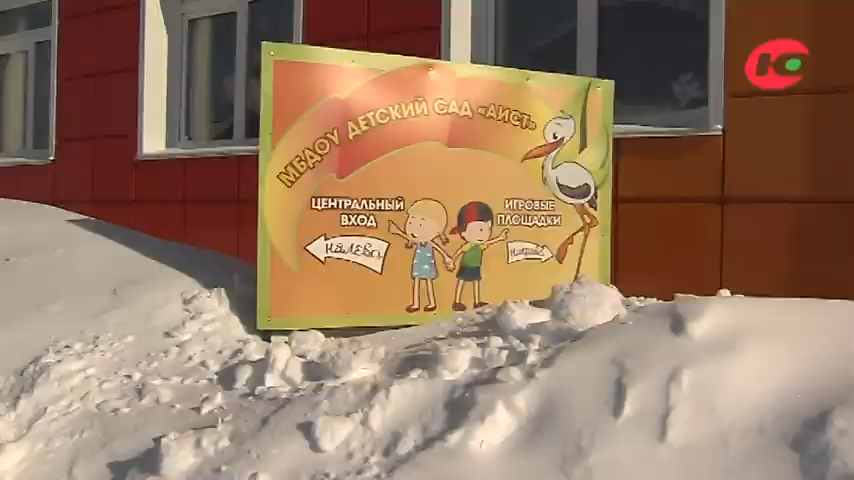 Ю
МБДОУ ДЕТСКИЙ САД «АИСТ»
ЦЕНТРАЛЬНЫЙ
ВХОД
НАЛЕВО
ИГРОВЫЕ
ПЛОЩАДКИ
Направо